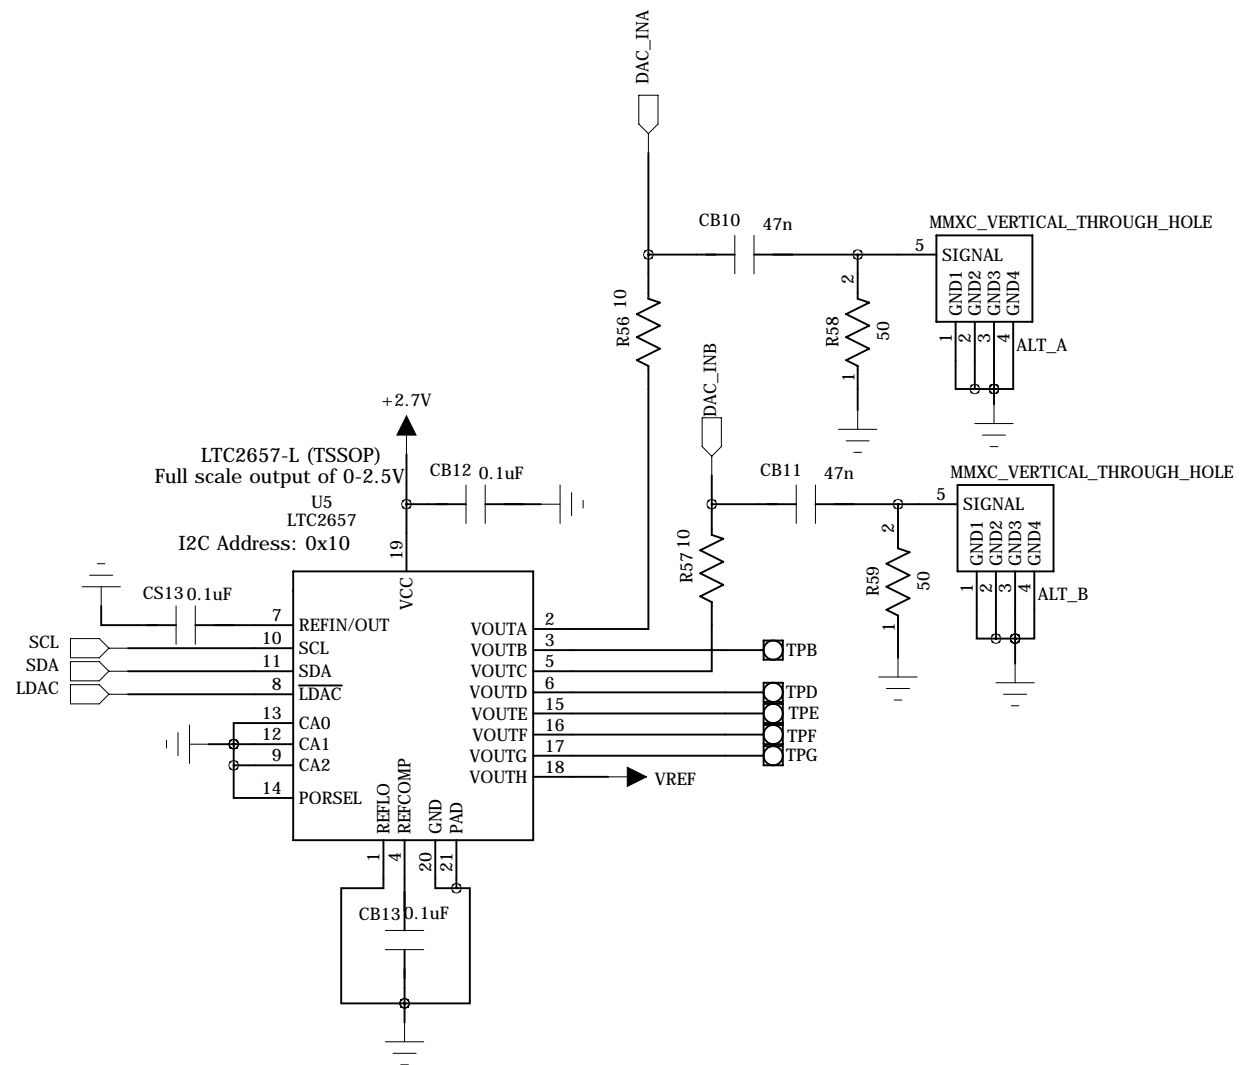 DAC_INA
CB10 47n
MMXC_VERTICAL_THROUGH_HOLE
5 SIGNAL
GND1 GND2 GND3 GND4
1 2 3 4
ALT_A
R56 10
2
R58 50
1
DAC_INB
+2.7V
LTC2657-L (TSSOP)
Full scale output of 0-2.5V
U5
LTC2657
I2C Address: 0x10
CB12 0.1uF
CB11 47n
MMXC_VERTICAL_THROUGH_HOLE
5 SIGNAL
GND1 GND2 GND3 GND4
1 2 3 4
ALT_B
R57 10
2
R59 50
1
19
VCC
CS13 0.1uF
7 REFIN/OUT
SCL 10 SCL
SDA 11 SDA
LDAC 8 LDAC
13 CA0
12 CA1
9 CA2
14 PORSEL
VOUTA 2
VOUTB 3 TPB
VOUTC 5
VOUTD 6 TPD
VOUTE 15 TPE
VOUTF 16 TPF
VOUTG 17 TPG
VOUTH 18 VREF
REFLO REFCOMP GND PAD
1 4 20 21
CB13 0.1uF